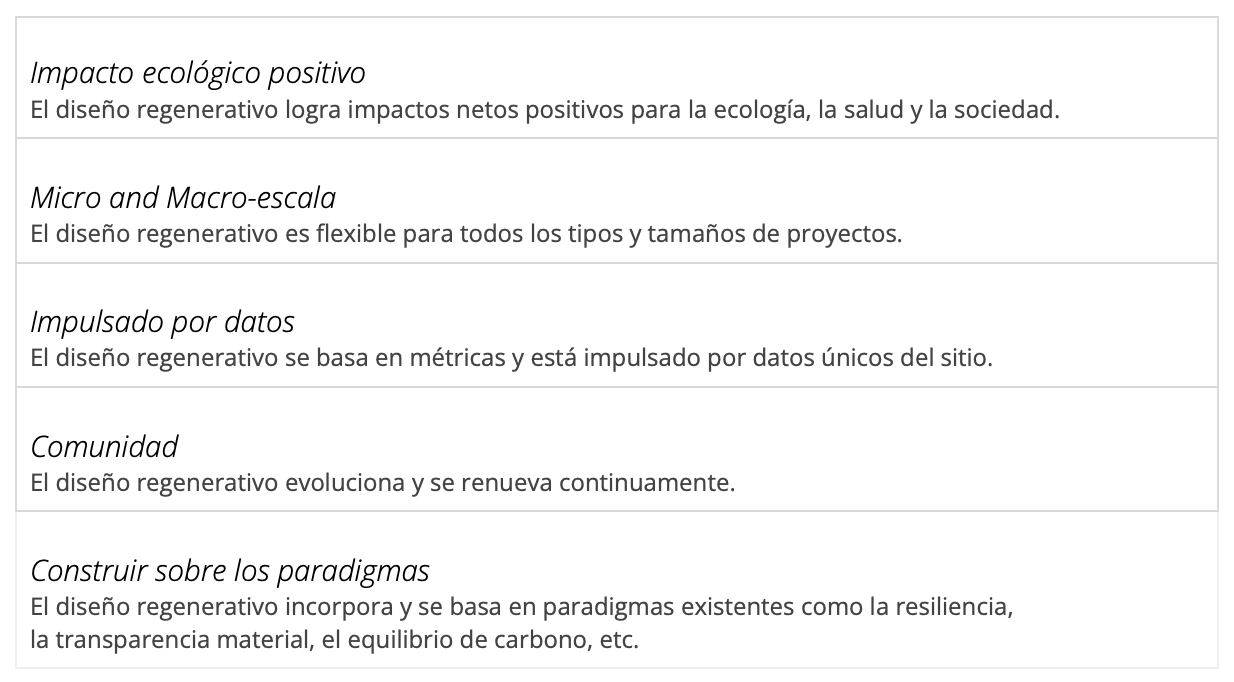 Impacto ecológico positivo
El diseño regenerativo logra impactos netos positivos para la ecología, la salud y la sociedad.
Micro and Macro-escala
El diseño regenerativo es flexible para todos los tipos y tamaños de proyectos.
Impulsado por datos
El diseño regenerativo se basa en métricas y está impulsado por datos únicos del sitio.
Comunidad
El diseño regenerativo evoluciona y se renueva continuamente.
Construir sobre los paradigmas
El diseño regenerativo incorpora y se basa en paradigmas existentes como la resiliencia,
la transparencia material, el equilibrio de carbono, etc.